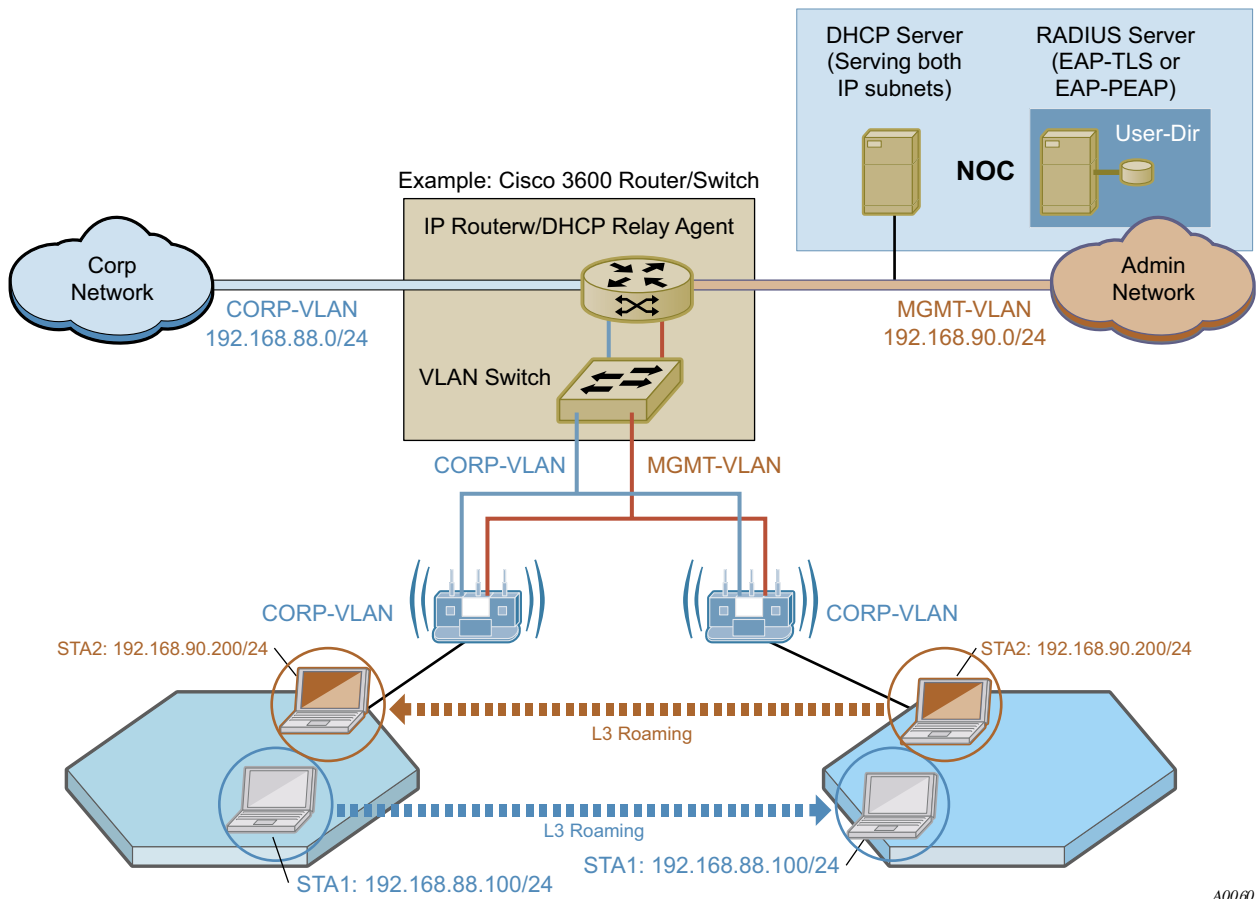 DHCP Server
(Serving both
IP subnets)
RADIUS Server
(EAP-TLS or
EAP-PEAP)
User-Dir
NOC
Example: Cisco 3600 Router/Switch
IP Routerw/DHCP Relay Agent
Corp
Network
Admin
Network
CORP-VLAN
192.168.88.0/24
MGMT-VLAN
192.168.90.0/24
VLAN Switch
CORP-VLAN
MGMT-VLAN
CORP-VLAN
CORP-VLAN
STA2: 192.168.90.200/24
STA2: 192.168.90.200/24
L3 Roaming
L3 Roaming
STA1: 192.168.88.100/24
STA1: 192.168.88.100/24
A0060